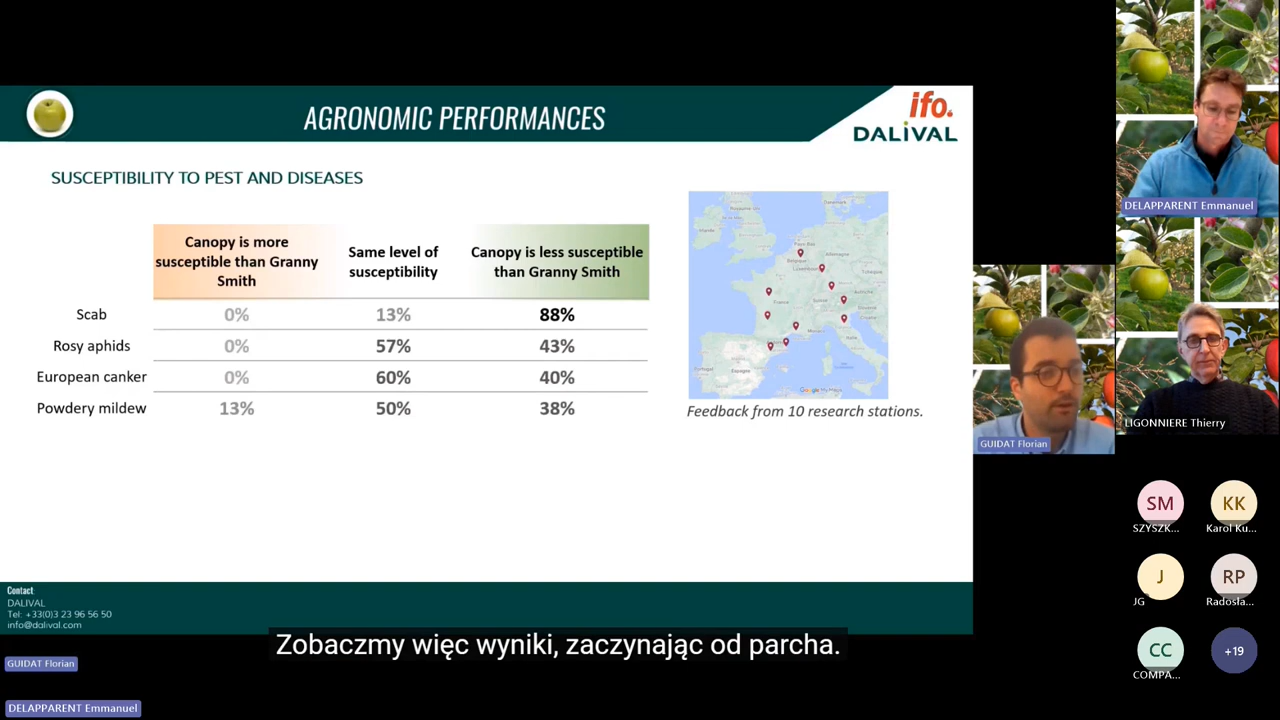 AGRONOMIC PERFORMANCES
ifo.
DALIVAL
SUSCEPTIBILITY TO PEST AND DISEASES
Canopy is more
susceptible than Granny
Smith
Same level of
susceptibility
Canopy is less susceptible
than Granny Smith
Scab 0% 13% 88%
Rosy aphids 0% 57% 43%
European canker 0% 60% 40%
Powdery mildew 13% 50% 38%
Feedback from 10 research stations.
Contact
DALIVAL
Tel: +33(0)3 23 96 56 50
info@dalival.com
Zobaczmy więc wyniki, zaczynając od parcha.
GUIDAT Florian
DELAPPARENT Emmanuel
DELAPPARENT Emmanuel
GUIDAT Florian
LIGONNIERE Thierry
SM
SZYSZK...
KK
Karol Ku...
J
JG
RP
Radosła...
CC
COMPA...
+19